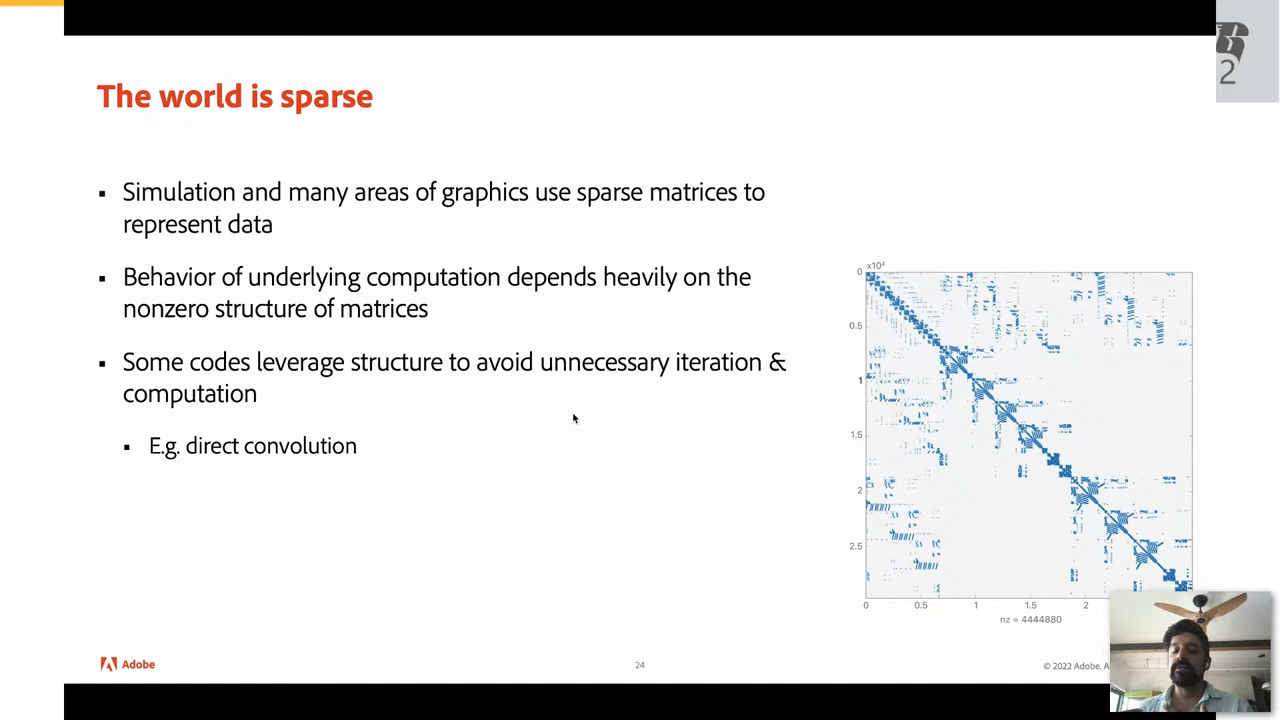 2
The world is sparse
▪ Simulation and many areas of graphics use sparse matrices to
represent data
▪ Behavior of underlying computation depends heavily on the
nonzero structure of matrices
▪ Some codes leverage structure to avoid unnecessary iteration &
computation
▪ E.g. direct convolution
x10⁴
0
0.5
1
1.5
2
2.5
0 0.5 1 1.5 2
nz = 4444880
Adobe
24
© 2022 Adobe. A